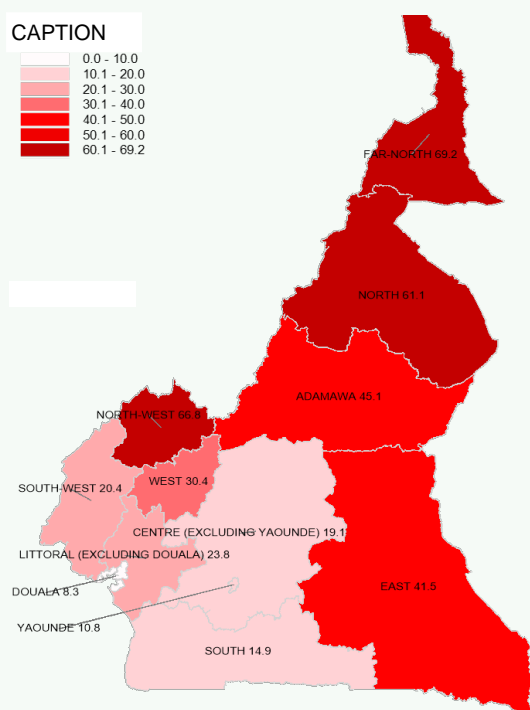 CAPTION
0.0 - 10.0
10.1 - 20.0
20.1 - 30.0
30.1 - 40.0
40.1 - 50.0
50.1 - 60.0
60.1 - 69.2
FAR-NORTH 69.2
NORTH 61.1
ADAMAWA 45.1
NORTH-WEST 66.8
WEST 30.4
SOUTH-WEST 20.4
CENTRE (EXCLUDING YAOUNDE) 19.1
LITTORAL (EXCLUDING DOUALA) 23.8
DOUALA 8.3
EAST 41.5
YAOUNDE 10.8
SOUTH 14.9